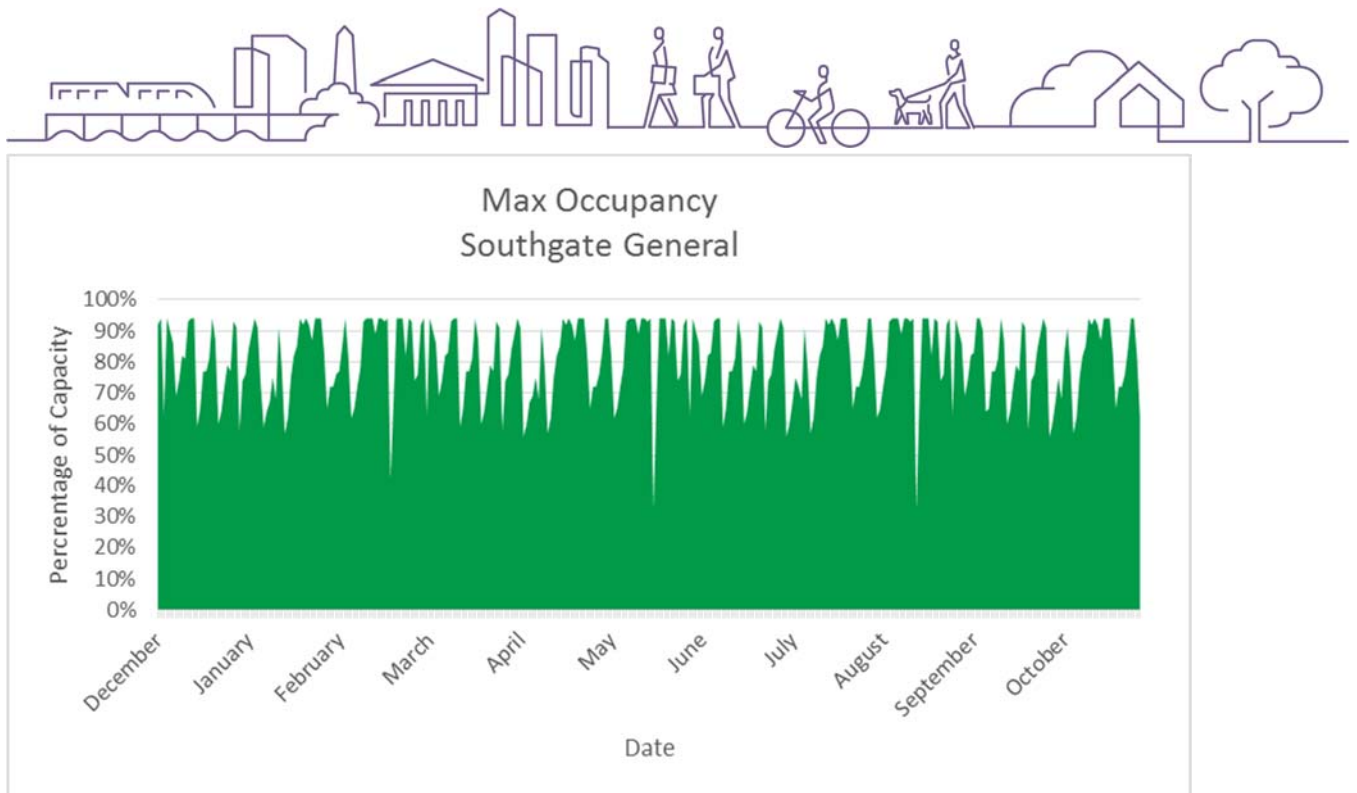 Max Occupancy
Southgate General
Percrentage of Capacity
100%
90%
80%
70%
60%
50%
40%
30%
20%
10%
0%
December
January
February
March
April
May
June
July
August
September
October
Date